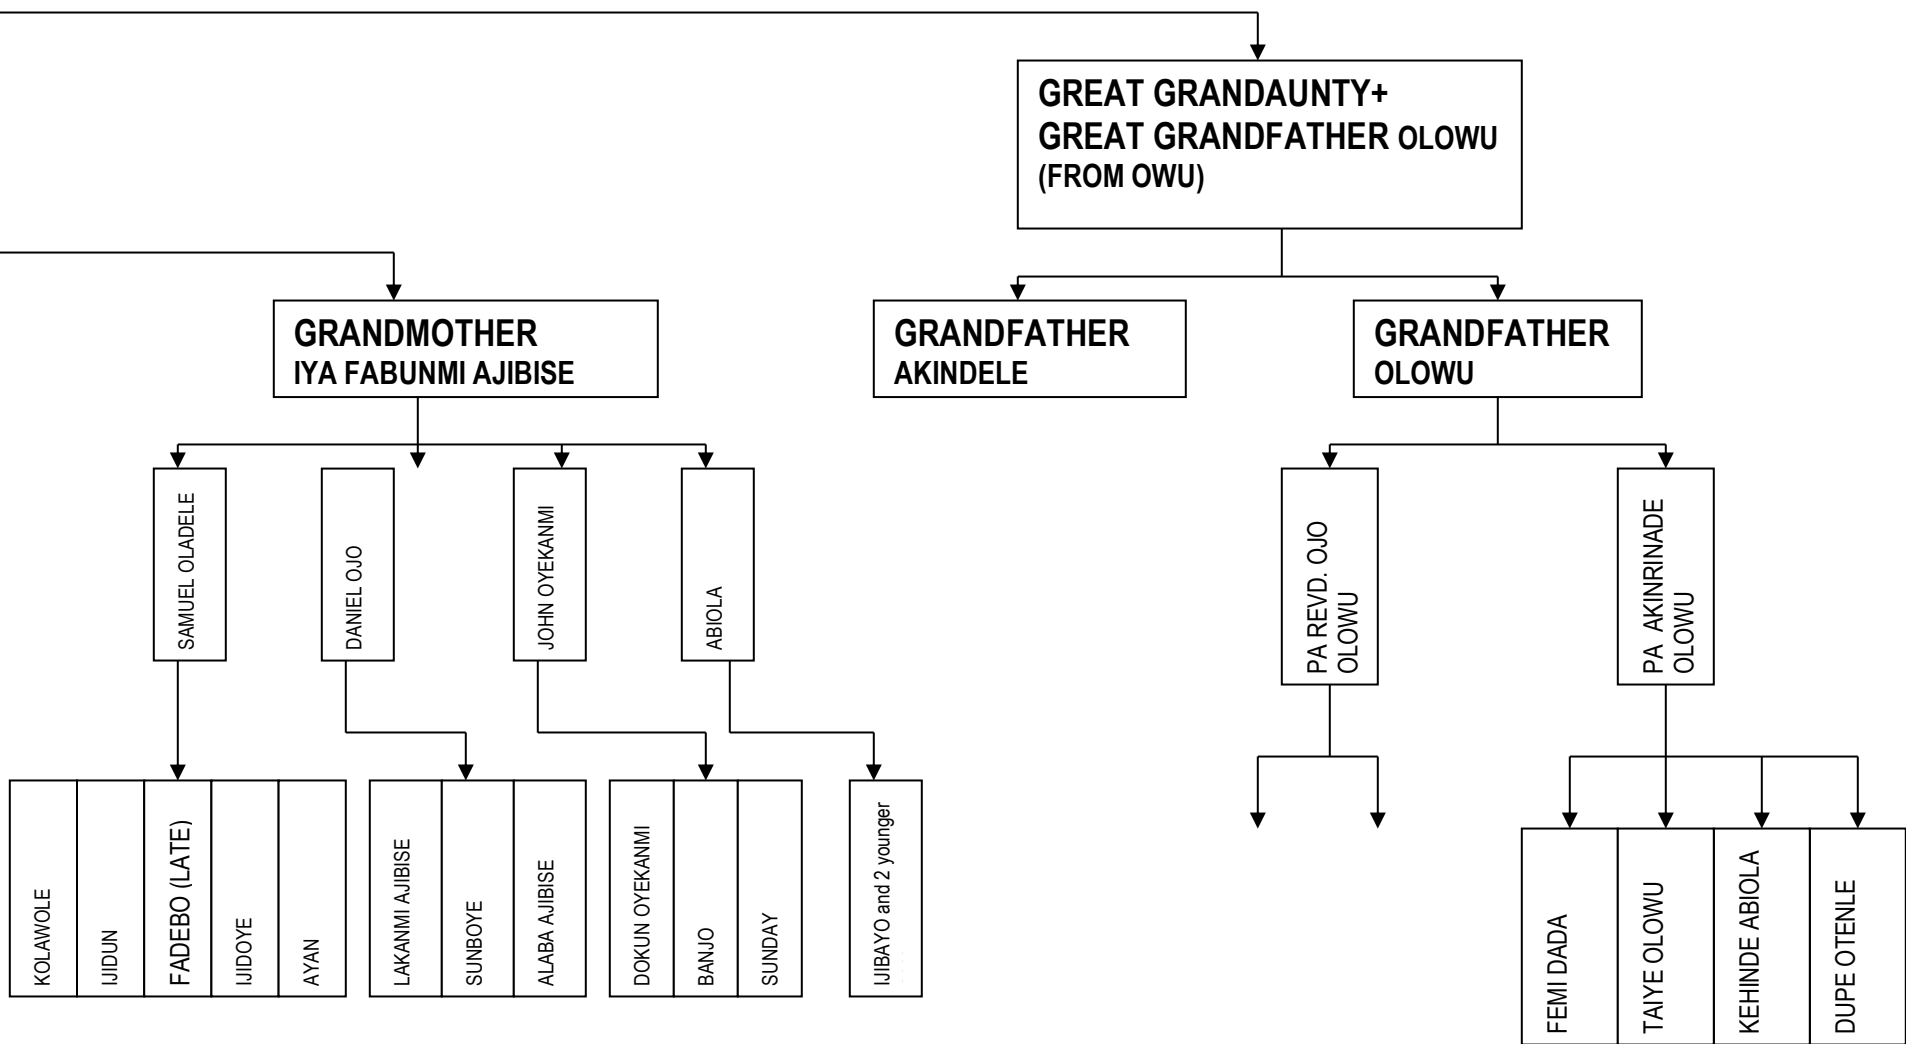 GREAT GRANDAUNTY+
GREAT GRANDFATHER OLOWU
(FROM OWU)
GRANDMOTHER
IYA FABUNMI AJIBISE
GRANDFATHER
AKINDELE
GRANDFATHER
OLOWU
SAMUEL OLADELE
DANIEL OJO
JOHN OYEKANMI
ABIOLA
PA REVD. OJO
OLOWU
PA AKINRINADE
OLOWU
KOLAWOLE
IJIDUN
FADEBO (LATE)
IJIDOYE
AYAN
LAKANMI AJIBISE
SUNBOYE
ALABA AJIBISE
DOKUN OYEKANMI
BANJO
SUNDAY
IJIBAYO and 2 younger
FEMI DADA
TAIYE OLOWU
KEHINDE ABIOLA
DUPE OTENLE